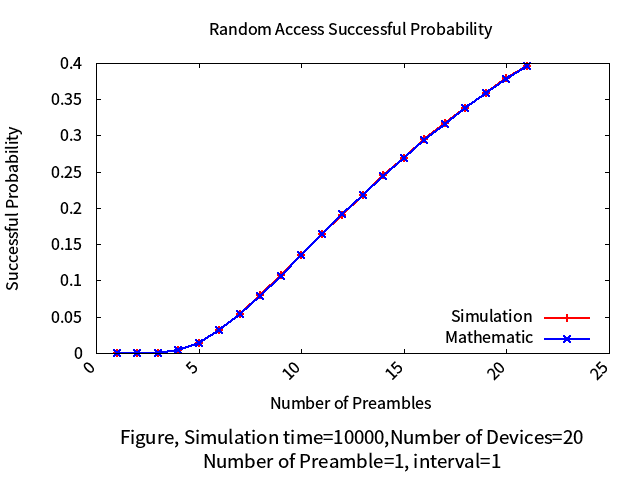 Random Access Successful Probability
0.4
0.35
0.3
0.25
0.2
0.15
0.1
0.05
0
Successful Probability
Simulation
Mathematic
0 5 10 15 20 25
Number of Preambles
Figure, Simulation time=10000,Number of Devices=20
Number of Preamble=1, interval=1